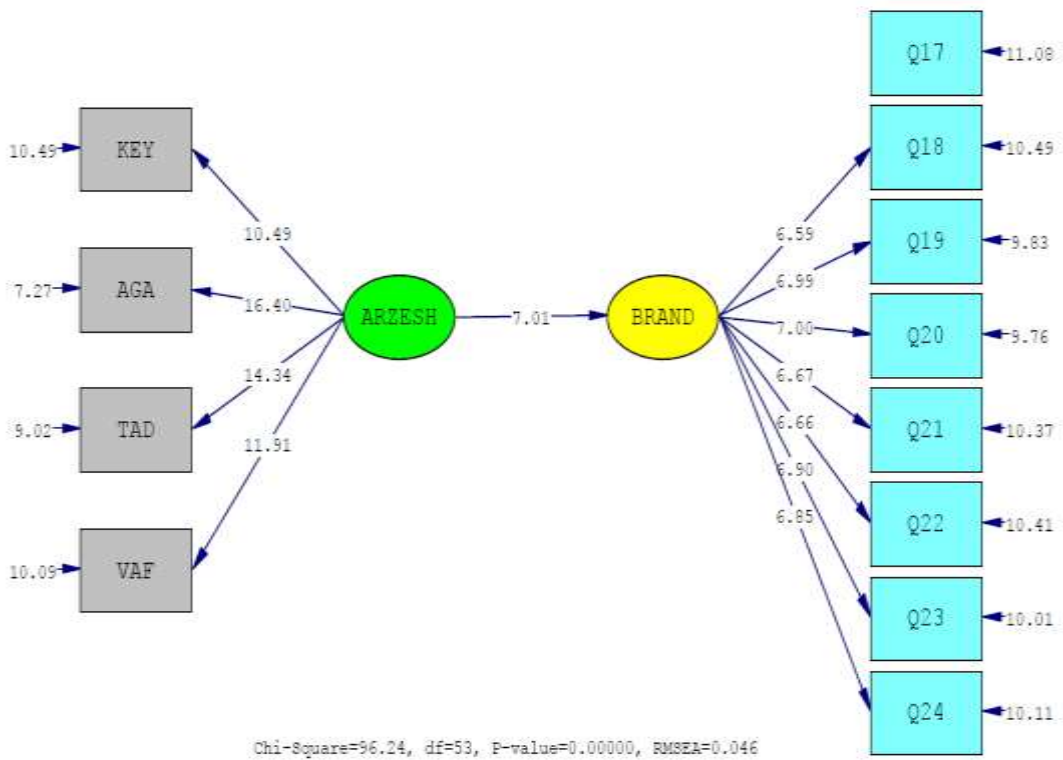 Q17
11.08
KEY
10.49
Q18
10.49
10.49
6.59
Q19
9.83
6.99
AGA
7.27
16.40
ARZESH
7.01
BRAND
7.00
Q20
9.76
14.34
6.67
TAD
9.02
Q21
10.37
6.66
11.91
6.90
6.85
Q22
10.41
VAF
10.09
Q23
10.01
Q24
10.11
Chi-Square=96.24, df=53, P-value=0.00000, RMSEA=0.046